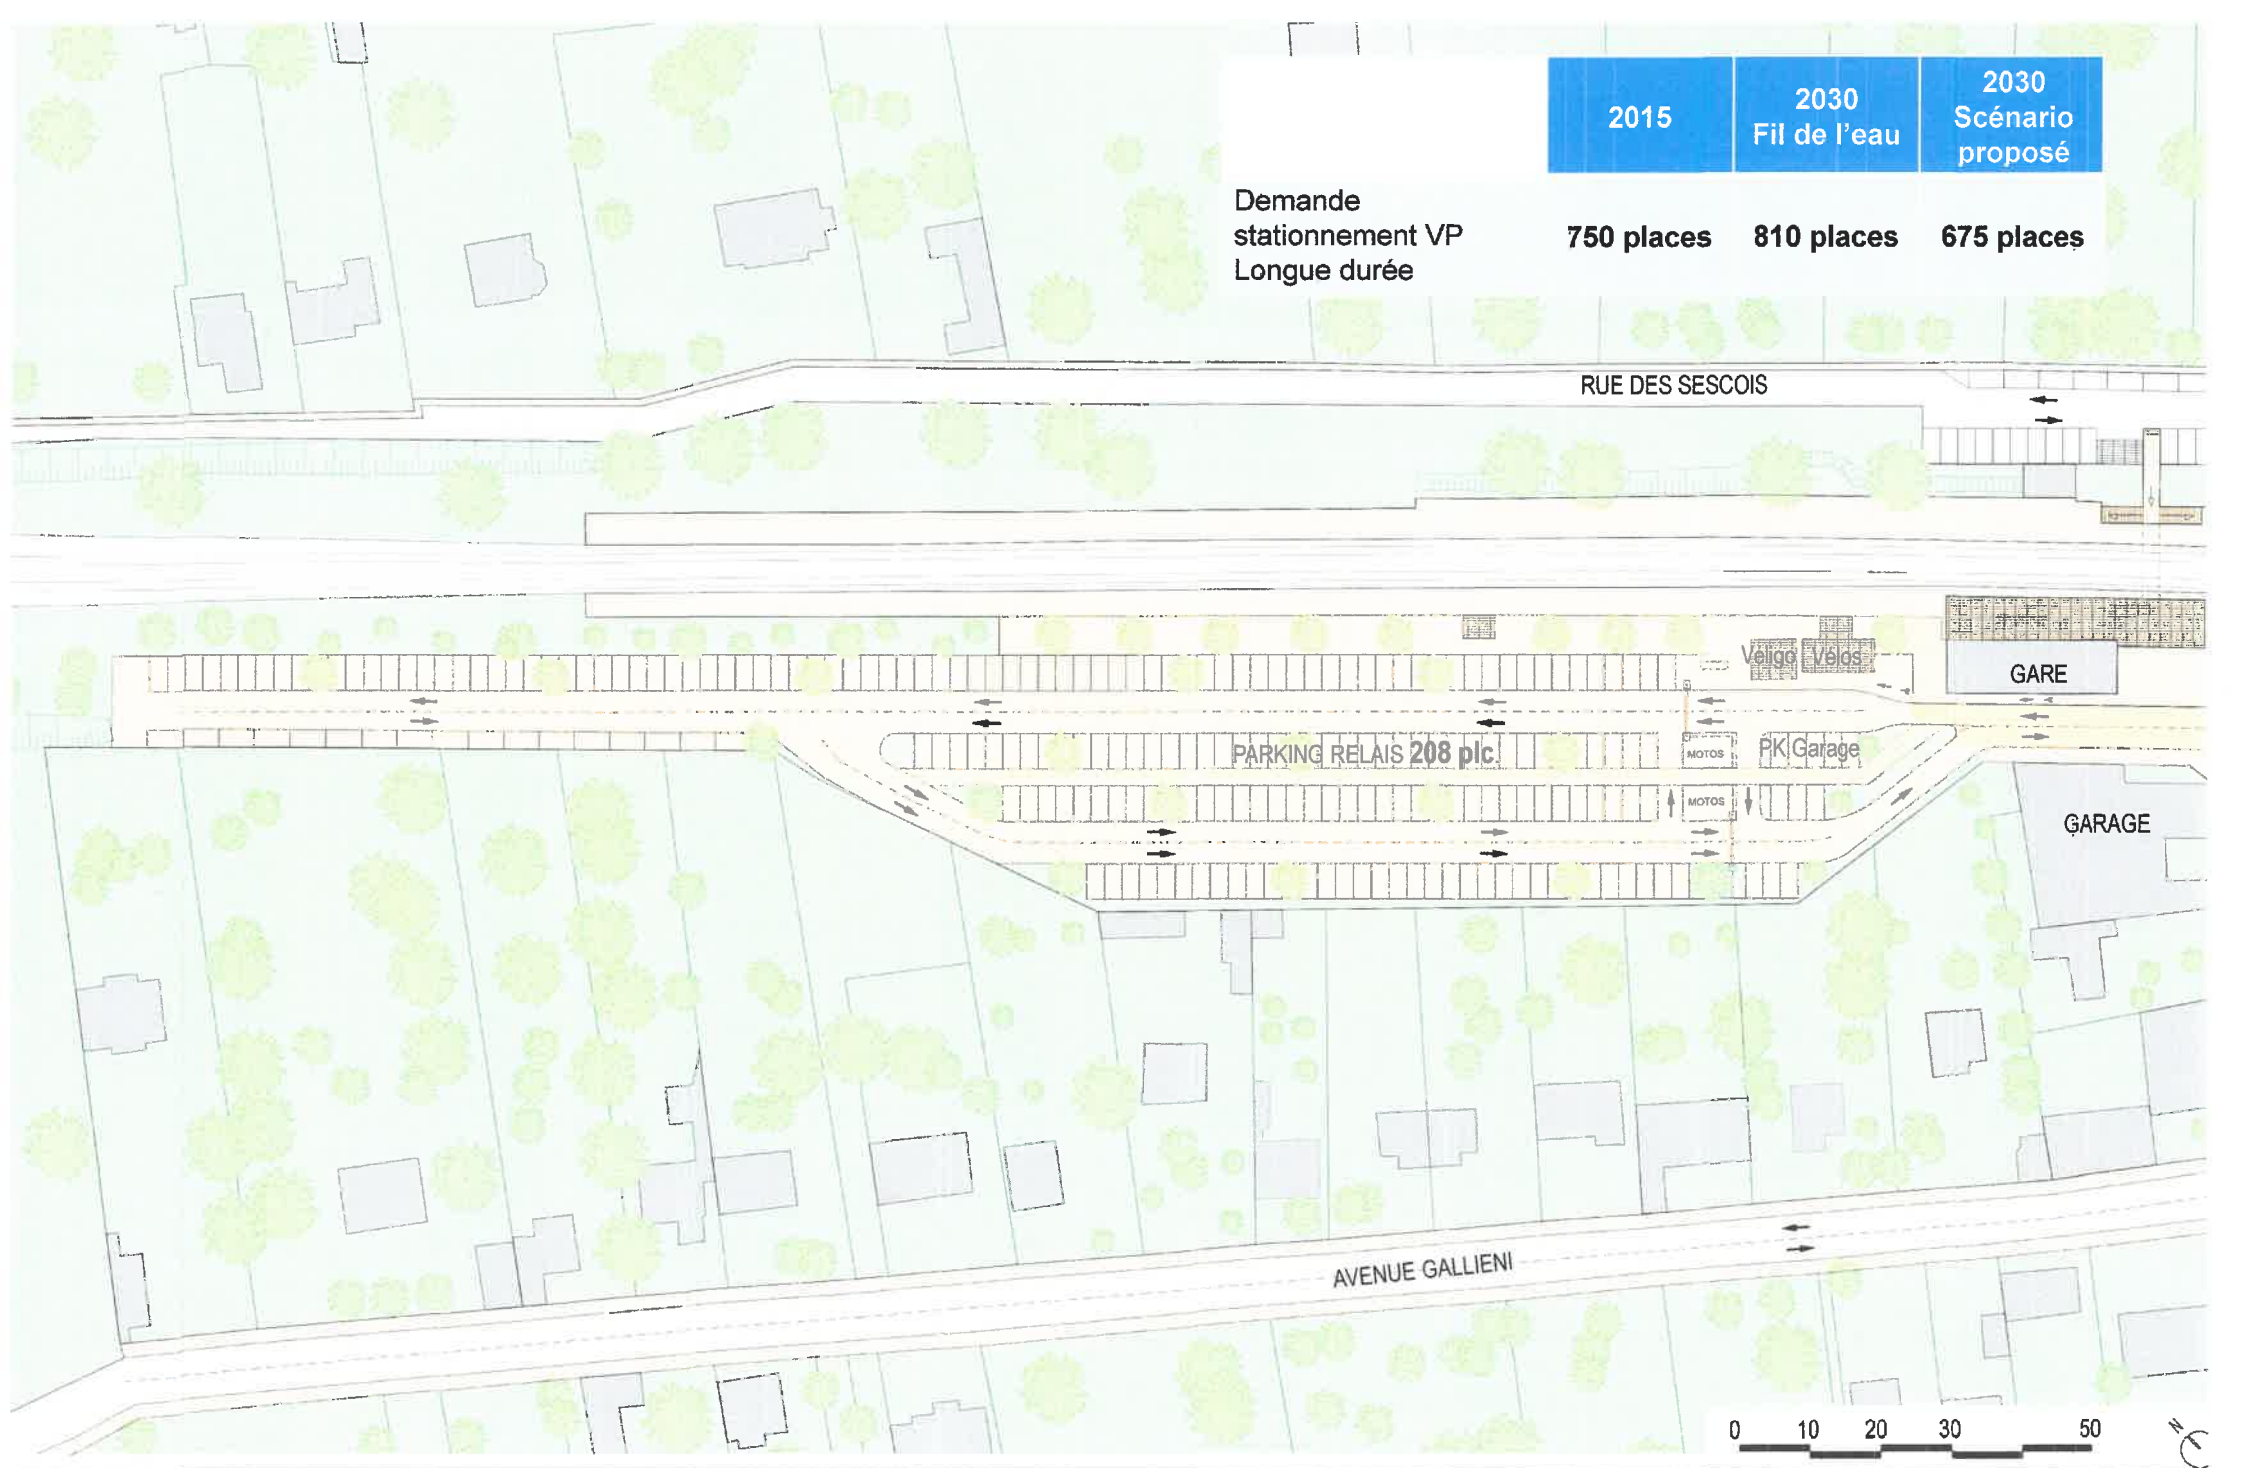 2015
2030
Fil de l'eau
2030
Scénario
proposé
Demande
stationnement VP
Longue durée
750 places
810 places
675 places
RUE DES SESCOIS
Véligo Vélos
GARE
PARKING RELAIS 208 plc.
MOTOS
PK Garage
MOTOS
GARAGE
AVENUE GALLIENI
0 10 20 30 50
N